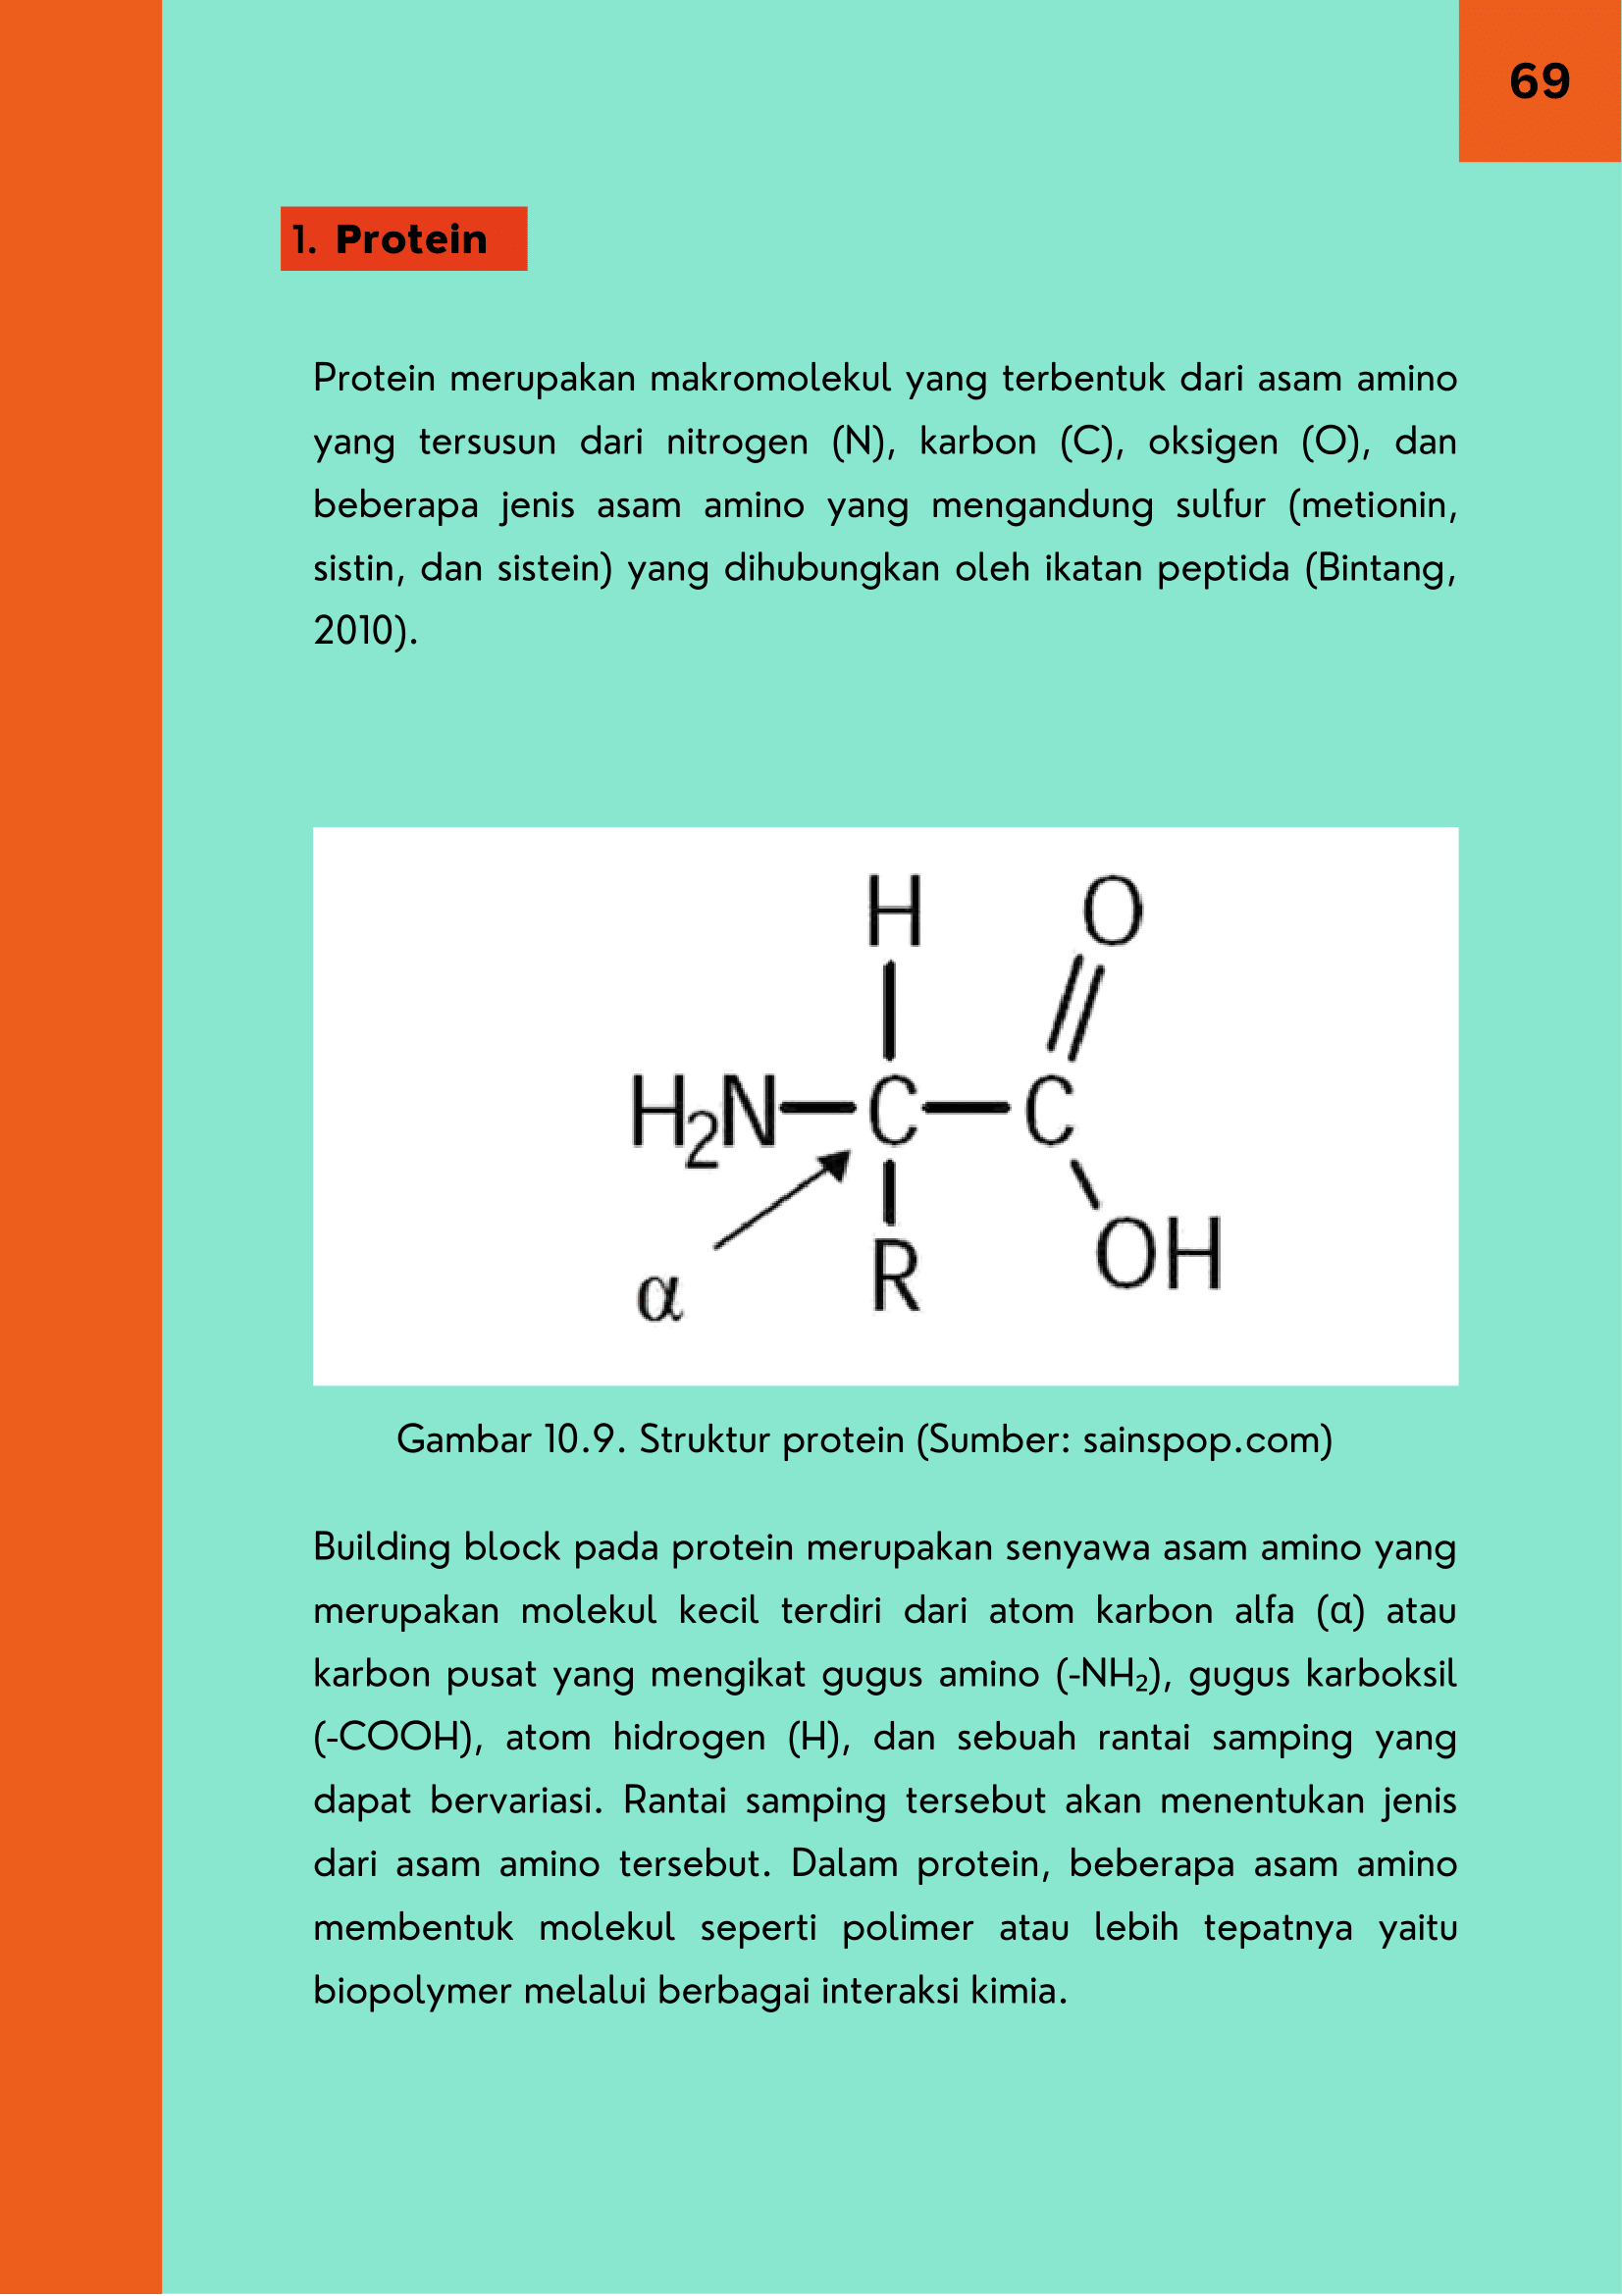 69
1. Protein
Protein merupakan makromolekul yang terbentuk dari asam amino
yang tersusun dari nitrogen (N), karbon (C), oksigen (O), dan
beberapa jenis asam amino yang mengandung sulfur (metionin,
sistin, dan sistein) yang dihubungkan oleh ikatan peptida (Bintang,
2010).
H O
H₂N C C
α R OH
Gambar 10.9. Struktur protein (Sumber: sainspop.com)
Building block pada protein merupakan senyawa asam amino yang
merupakan molekul kecil terdiri dari atom karbon alfa (α) atau
karbon pusat yang mengikat gugus amino (-NH₂), gugus karboksil
(-COOH), atom hidrogen (H), dan sebuah rantai samping yang
dapat bervariasi. Rantai samping tersebut akan menentukan jenis
dari asam amino tersebut. Dalam protein, beberapa asam amino
membentuk molekul seperti polimer atau lebih tepatnya yaitu
biopolymer melalui berbagai interaksi kimia.